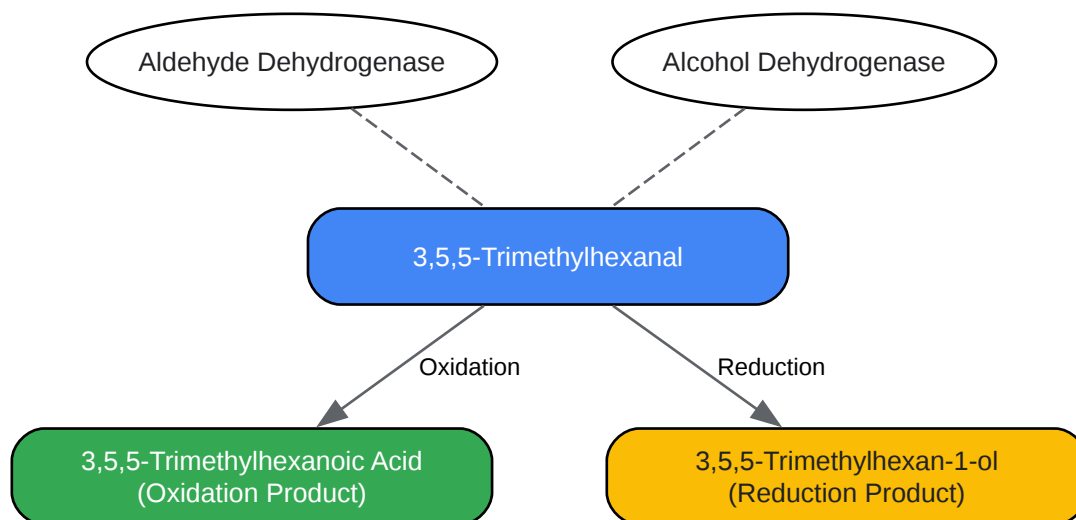 Aldehyde Dehydrogenase
Alcohol Dehydrogenase
3,5,5-Trimethylhexanal
Oxidation
Reduction
3,5,5-Trimethylhexanoic Acid
(Oxidation Product)
3,5,5-Trimethylhexan-1-ol
(Reduction Product)